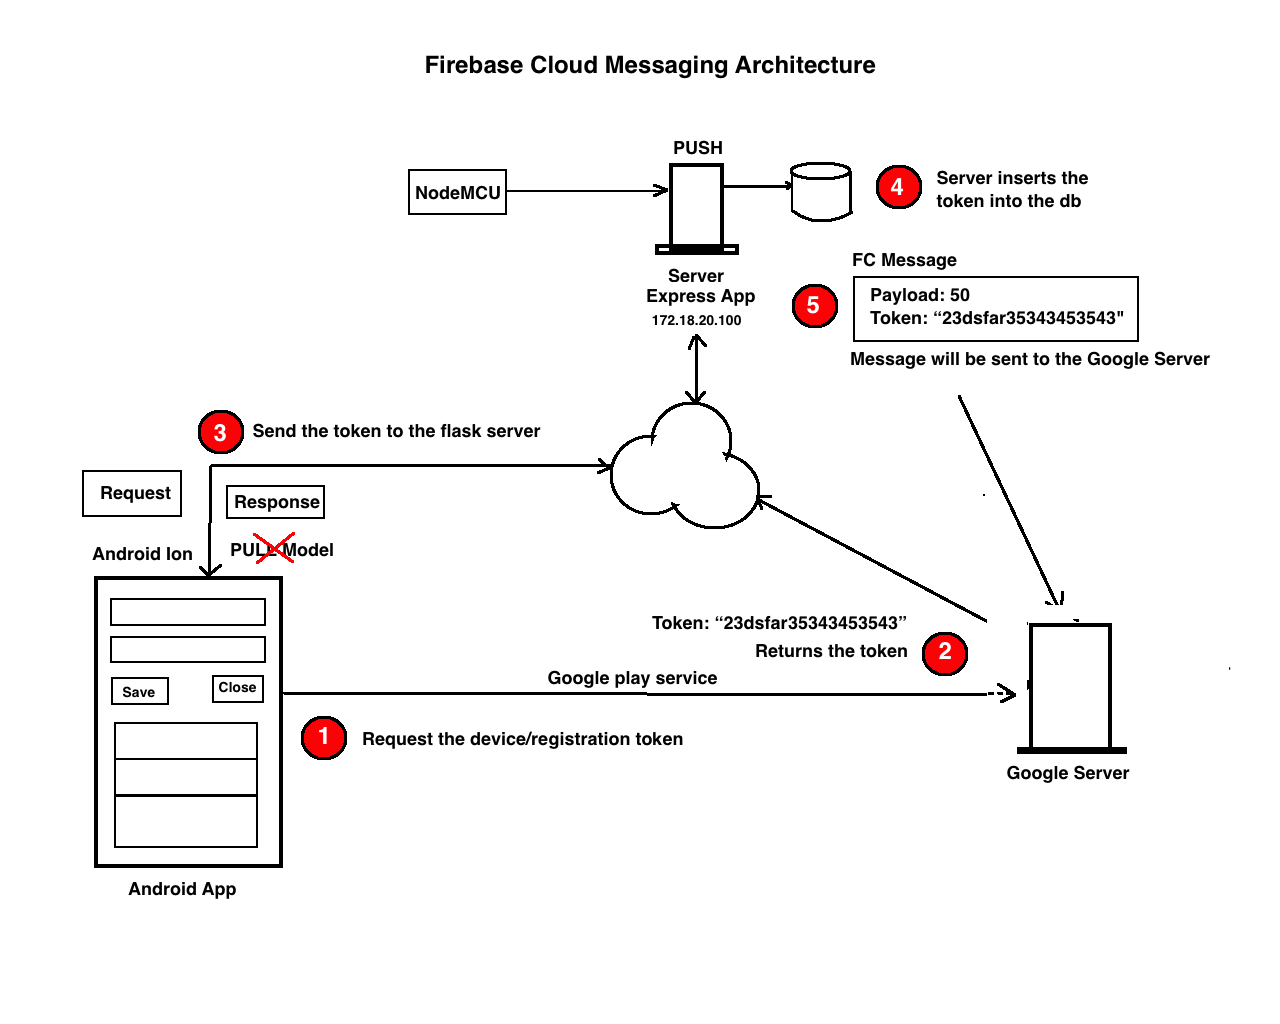 Firebase Cloud Messaging Architecture
PUSH
NodeMCU
4
Server inserts the
token into the db
Server
Express App
172.18.20.100
FC Message
5
Payload: 50
Token: “23dsfar35343453543"
Message will be sent to the Google Server
3
Send the token to the flask server
Request
Response
Android Ion
PULL Model
Token: “23dsfar35343453543”
Returns the token
2
Google play service
Save
Close
1
Request the device/registration token
Google Server
Android App